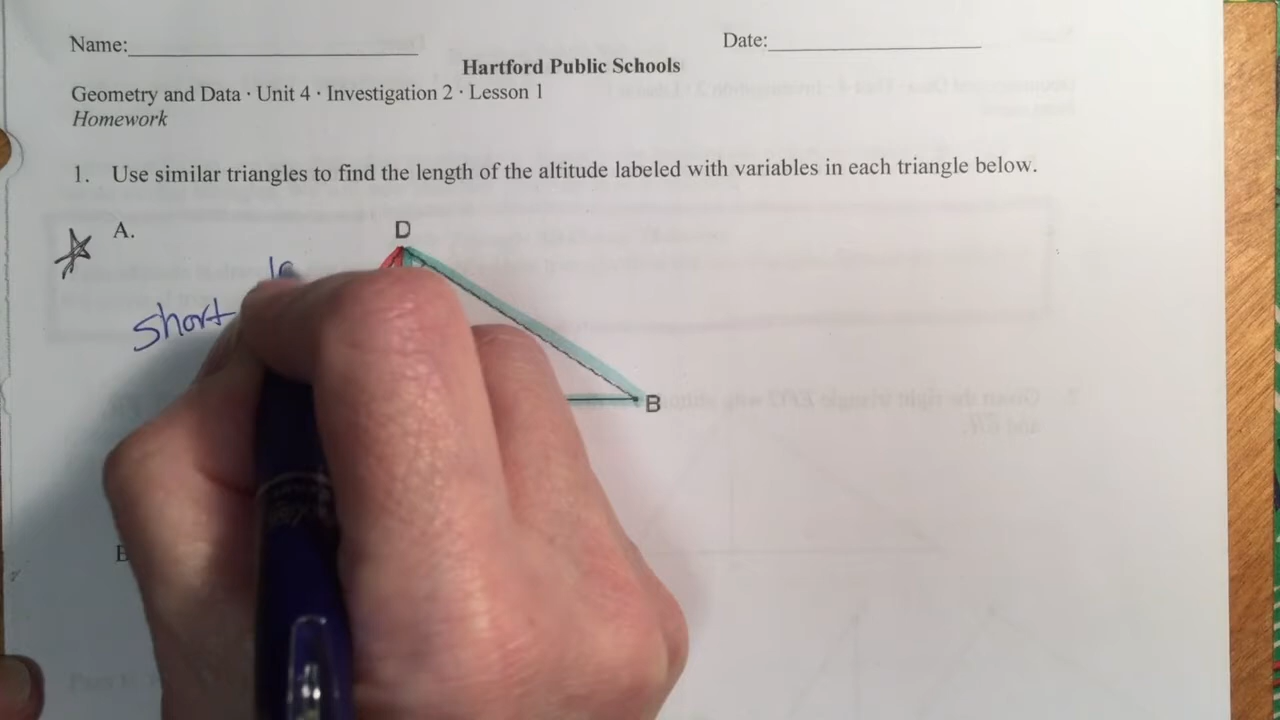 Name:
Date:
Hartford Public Schools
Geometry and Data · Unit 4 · Investigation 2 · Lesson 1
Homework
1. Use similar triangles to find the length of the altitude labeled with variables in each triangle below.
A.
D
short
B